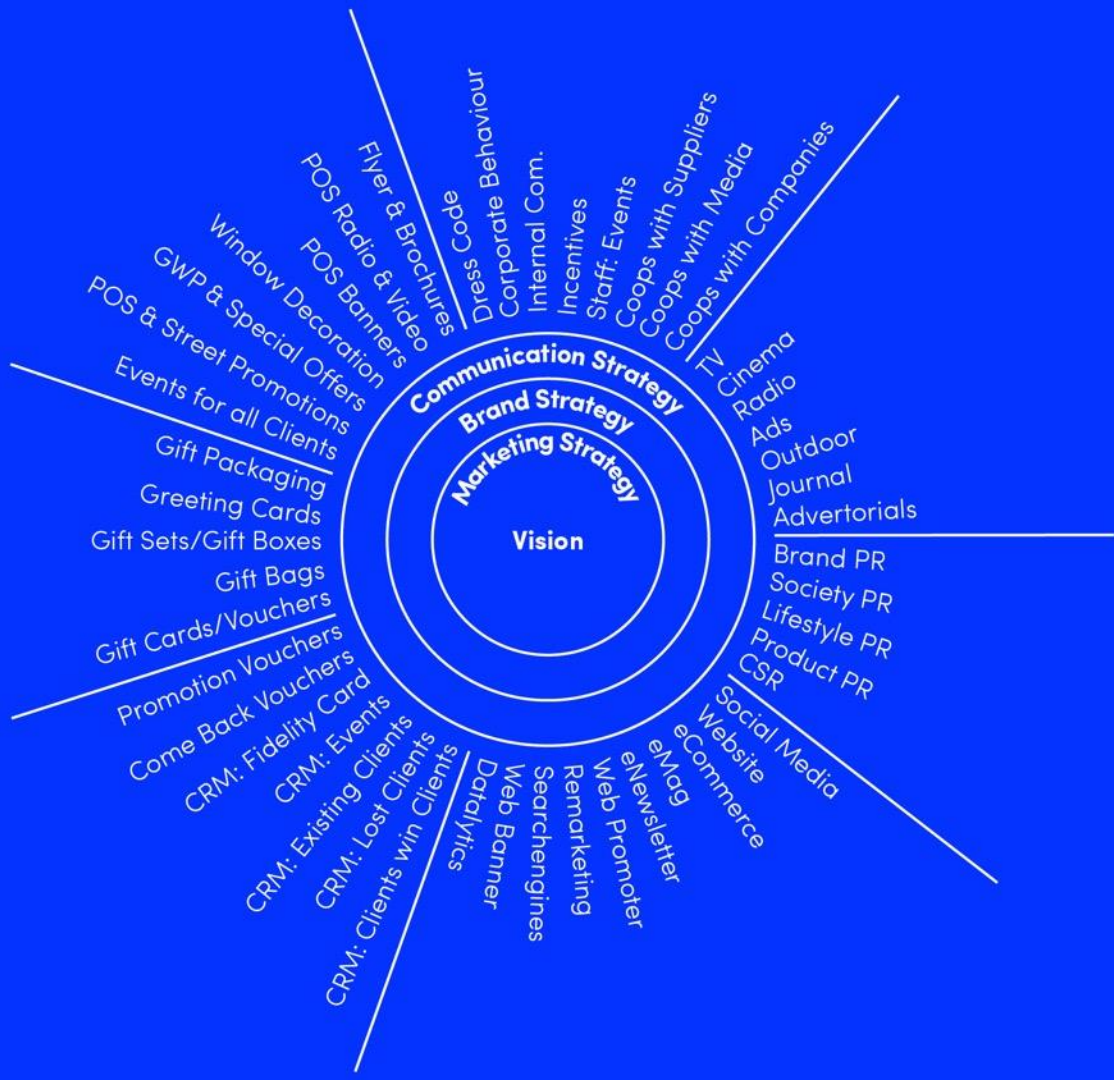 Communication Strategy
Brand Strategy
Marketing Strategy
Vision
Dress Code
Corporate Behaviour
Internal Com.
Incentives
Staff: Events
Coops with Suppliers
Coops with Media
Coops with Companies
TV
Cinema
Radio
Ads
Outdoor
Journal
Advertorials
Brand PR
Society PR
Lifestyle PR
Product PR
CSR
Social Media
Website
eCommerce
eMag
eNewsletter
Web Promoter
Remarketing
Searchengines
Web Banner
Datalytics
CRM: Clients win Clients
CRM: Lost Clients
CRM: Existing Clients
CRM: Events
CRM: Fidelity Card
Come Back Vouchers
Promotion Vouchers
Gift Cards/Vouchers
Gift Bags
Gift Sets/Gift Boxes
Greeting Cards
Gift Packaging
Events for all Clients
POS & Street Promotions
GWP & Special Offers
Window Decoration
POS Banners
POS Radio & Video
Flyer & Brochures